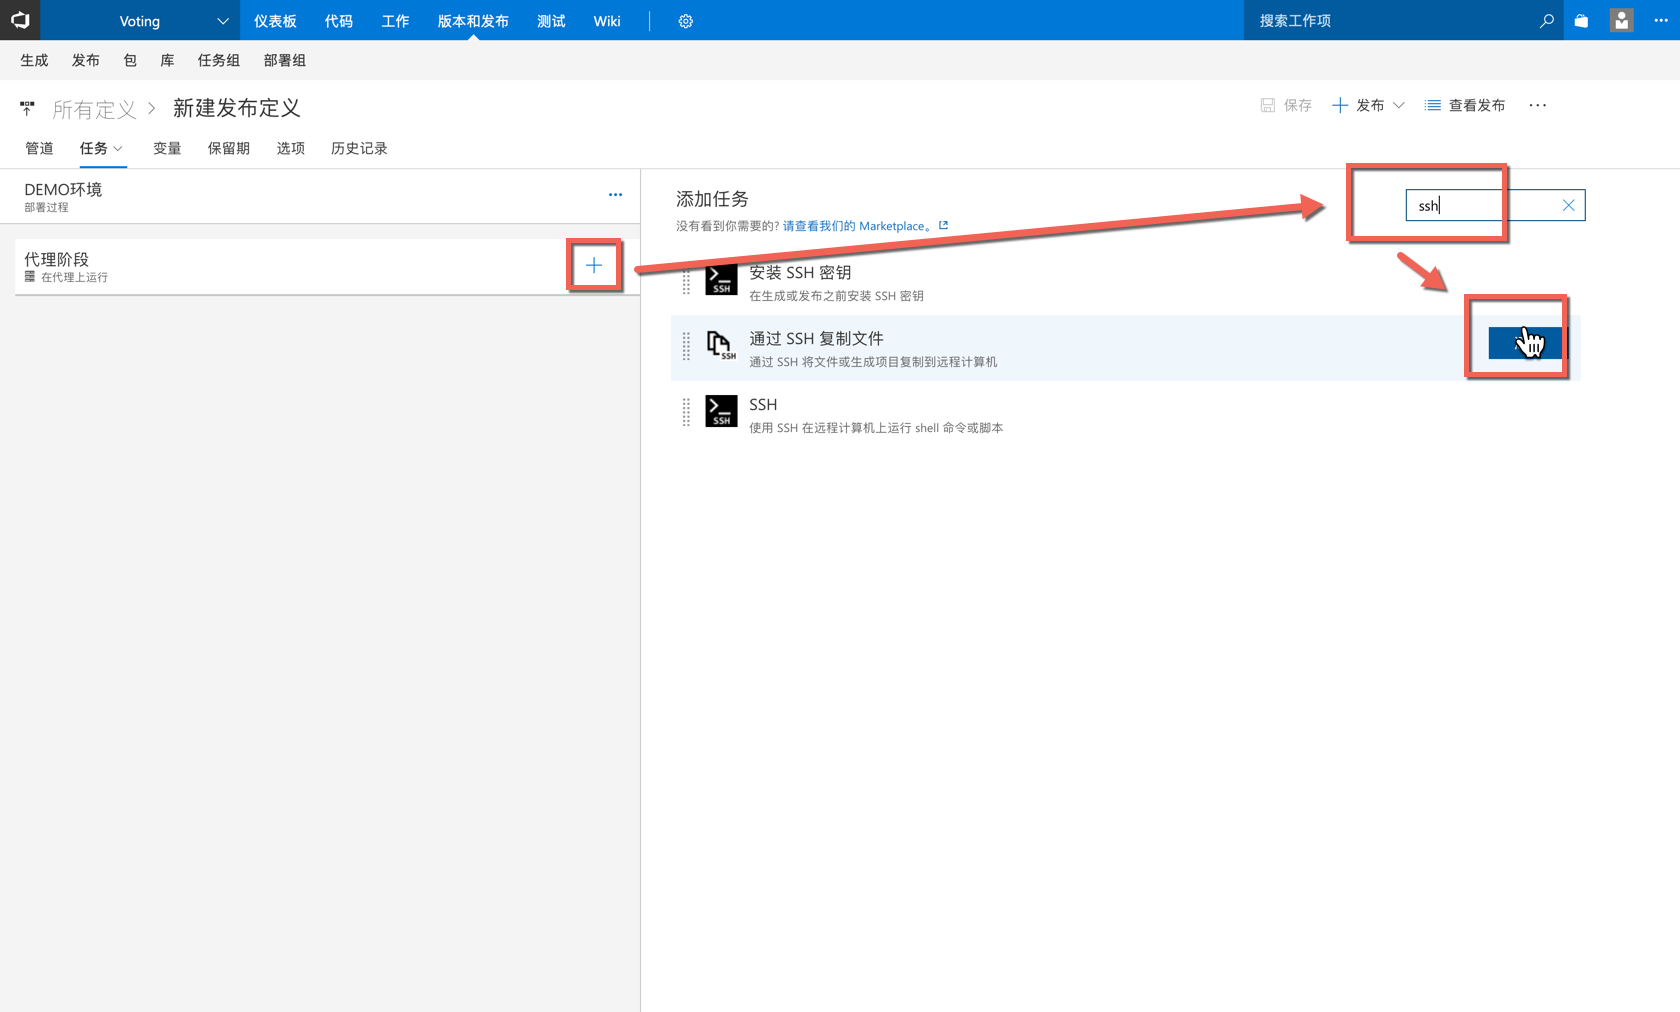 Voting
仪表板
代码
工作
版本和发布
测试
Wiki
搜索工作项
生成
发布
包
库
任务组
部署组
所有定义
新建发布定义
保存
发布
查看发布
管道
任务
变量
保留期
选项
历史记录
DEMO环境
部署过程
代理阶段
在代理上运行
添加任务
没有看到你需要的? 请查看我们的 Marketplace。
ssh
SSH
安装 SSH 密钥
在生成或发布之前安装 SSH 密钥
SSH
通过 SSH 复制文件
通过 SSH 将文件或生成项目复制到远程计算机
SSH
SSH
使用 SSH 在远程计算机上运行 shell 命令或脚本